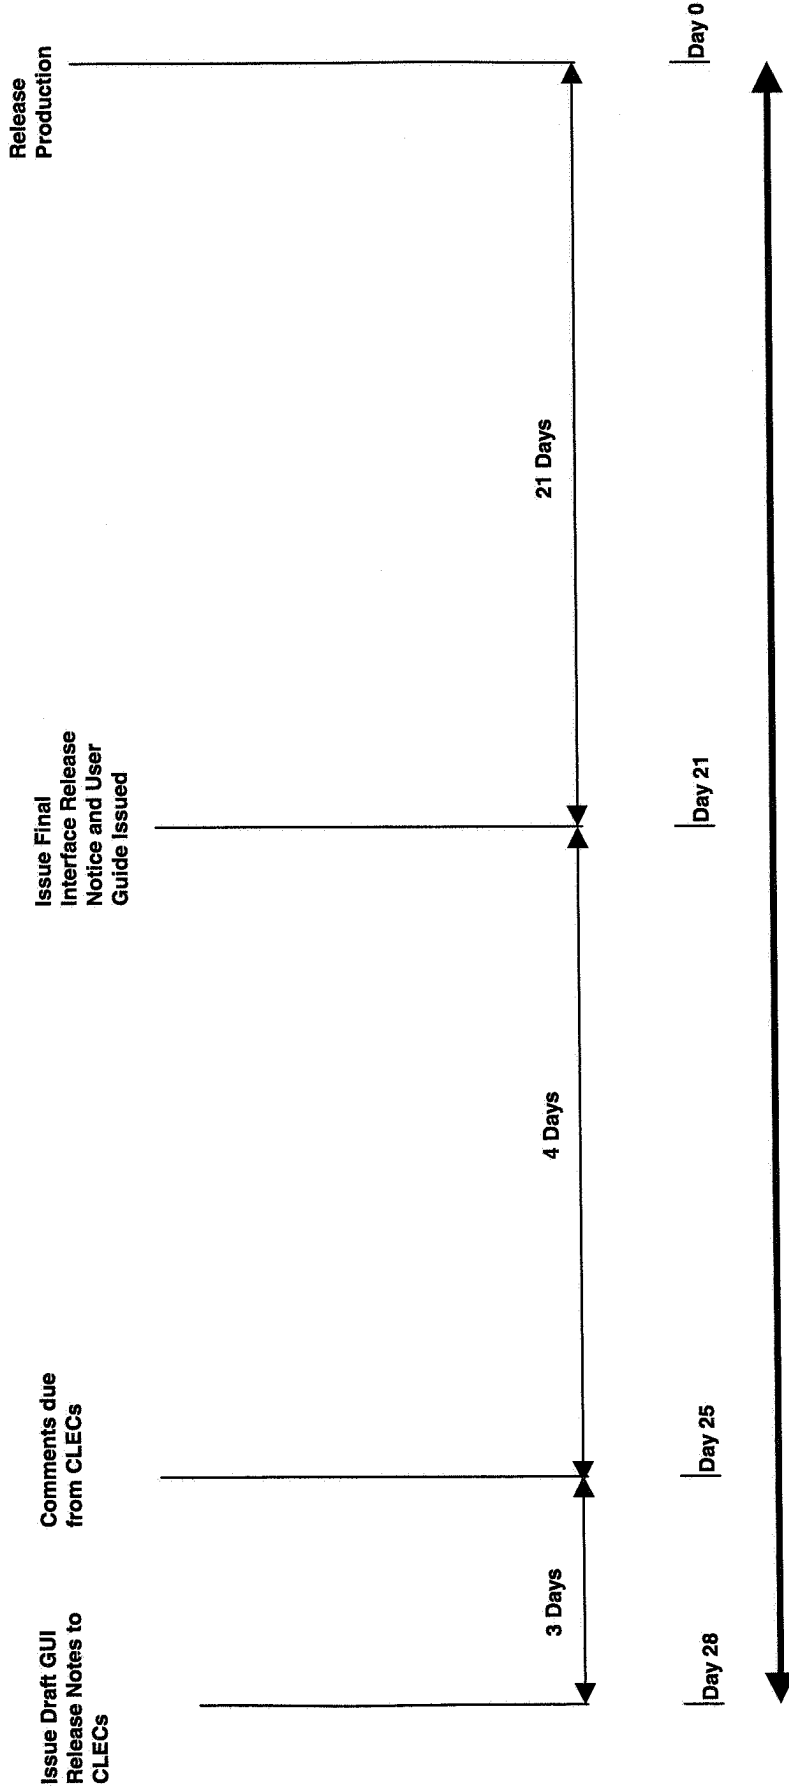 Issue Draft GUI
Release Notes to
CLECs
Comments due
from CLECs
Issue Final
Interface Release
Notice and User
Guide Issued
Release
Production
3 Days
4 Days
21 Days
Day 28
Day 25
Day 21
Day 0